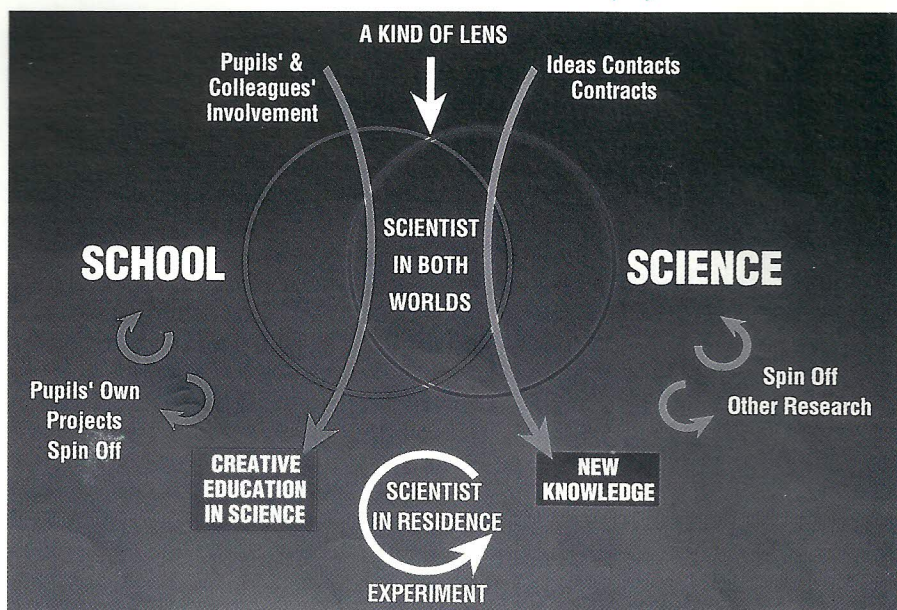 A KIND OF LENS
Pupils' &
Colleagues'
Involvement
Ideas Contacts
Contracts
SCIENTIST
IN BOTH
WORLDS
SCHOOL
SCIENCE
Pupils' Own
Projects
Spin Off
Spin Off
Other Research
CREATIVE
EDUCATION
IN SCIENCE
SCIENTIST
IN RESIDENCE
EXPERIMENT
NEW
KNOWLEDGE